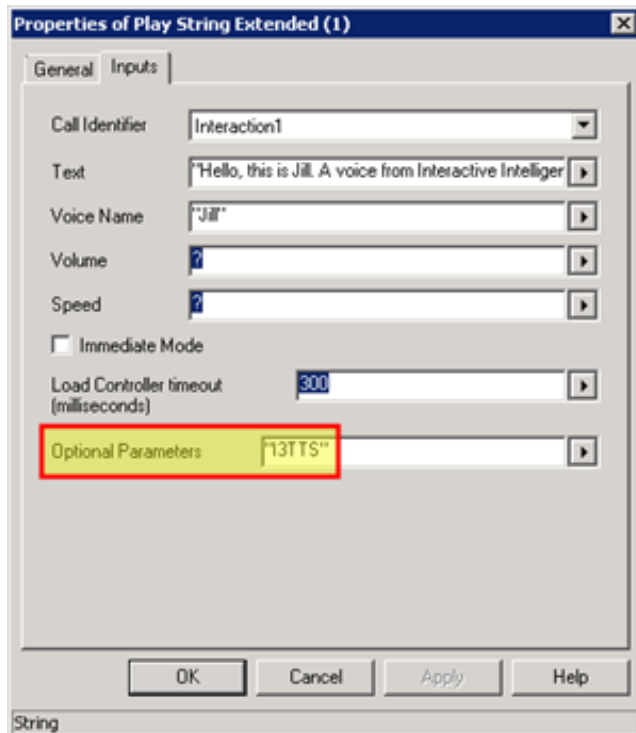 Properties of Play String Extended (1)
General Inputs
Call Identifier Interaction1
Text "Hello, this is Jill. A voice from Interactive Intelliger
Voice Name "Jill"
Volume ?
Speed ?
Immediate Mode
Load Controller timeout 300
(milliseconds)
Optional Parameters "I3TTS"
OK Cancel Apply Help
String